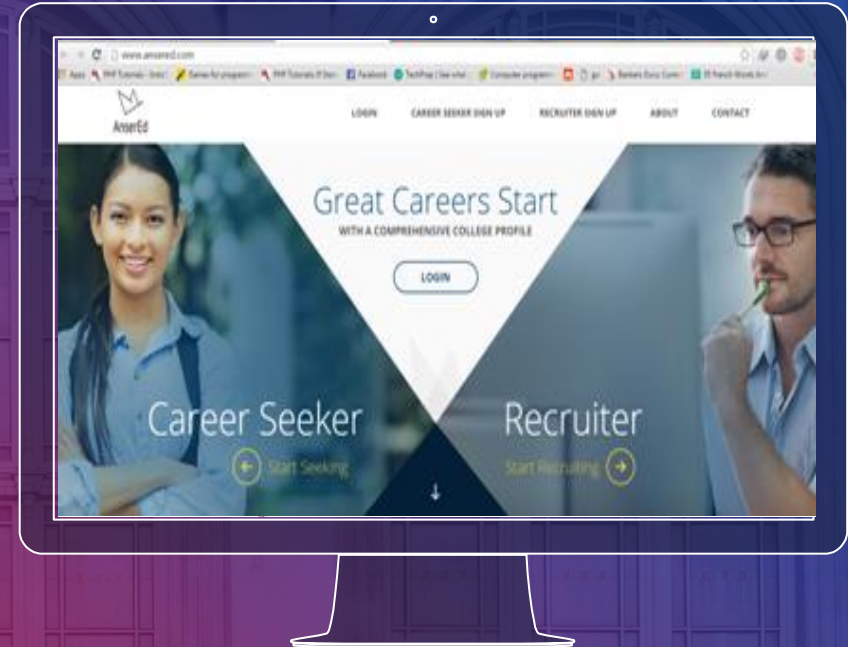 www.ansered.com
Apps
Facebook
AnserEd
LOGIN
CAREER SEEKER SIGN UP
RECRUITER SIGN UP
ABOUT
CONTACT
Great Careers Start
WITH A COMPREHENSIVE COLLEGE PROFILE
LOGIN
Career Seeker
Start Seeking
Recruiter
Start Recruiting